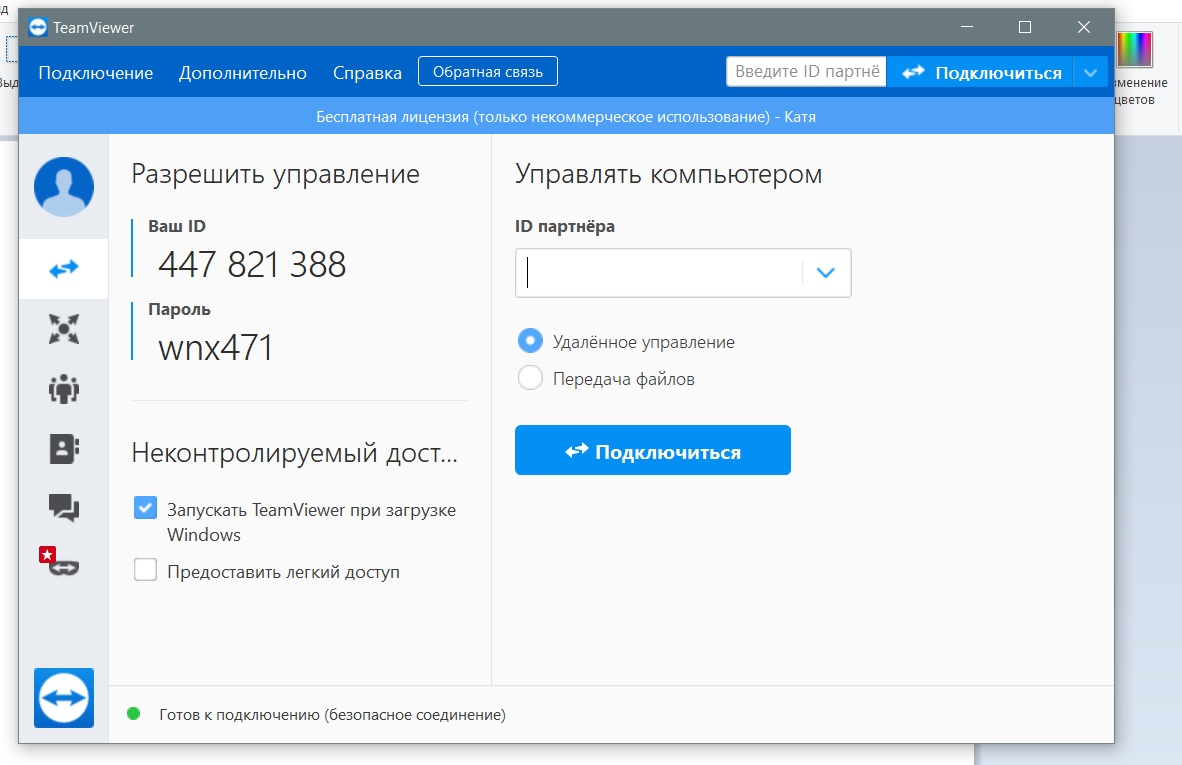 TeamViewer
Подключение Дополнительно Справка Обратная связь Введите ID партнё Подключиться
Бесплатная лицензия (только некоммерческое использование) - Катя
Разрешить управление
Ваш ID
447 821 388
Пароль
wnx471
Неконтролируемый дост...
Запускать TeamViewer при загрузке
Windows
Предоставить легкий доступ
Управлять компьютером
ID партнёра
Удалённое управление
Передача файлов
Подключиться
Готов к подключению (безопасное соединение)
менение
цветов